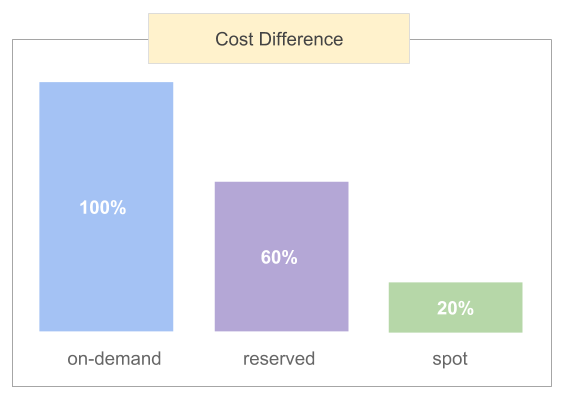 Cost Difference
100%
60%
20%
on-demand
reserved
spot